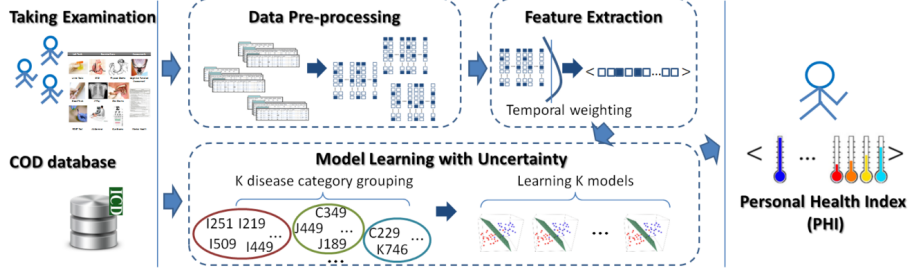 Taking Examination
Data Pre-processing
Feature Extraction
< ... >
Temporal weighting
COD database
ICD
Model Learning with Uncertainty
K disease category grouping
Learning K models
I251 I219
...
I509
I449
C349
J449
...
J189
C229
...
K746
...
...
< ... >
Personal Health Index
(PHI)